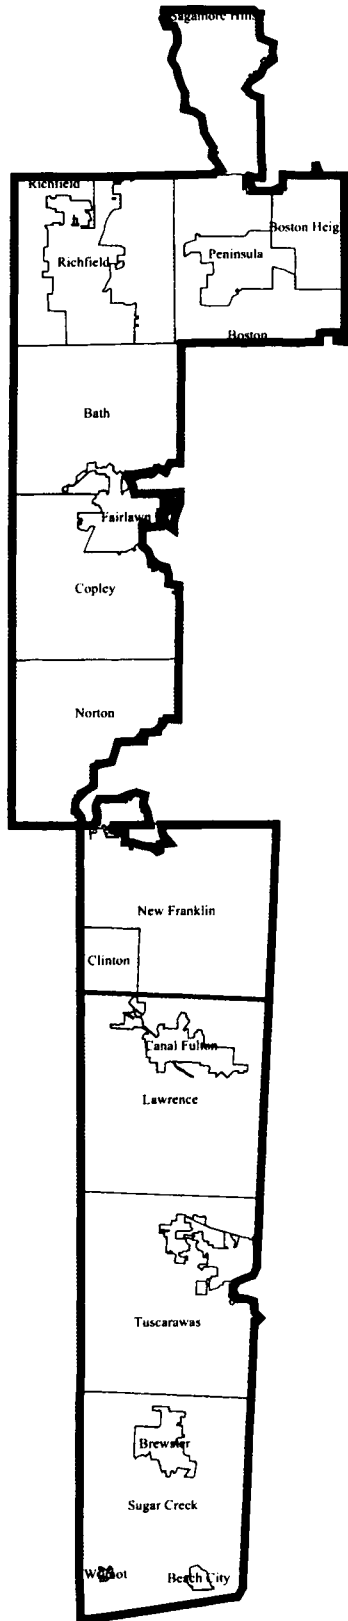 Sagamore Hills
Richfield
Boston Heig
Peninsula
Richfield
Boston
Bath
Fairlawn
Copley
Norton
New Franklin
Clinton
Canal Fulton
Lawrence
Tuscarawas
Brewster
Sugar Creek
Wilmot
Beach City